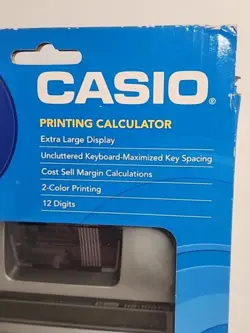 CASIO®
PRINTING CALCULATOR
Extra Large Display
Uncluttered Keyboard-Maximized Key Spacing
Cost Sell Margin Calculations
2-Color Printing
12 Digits